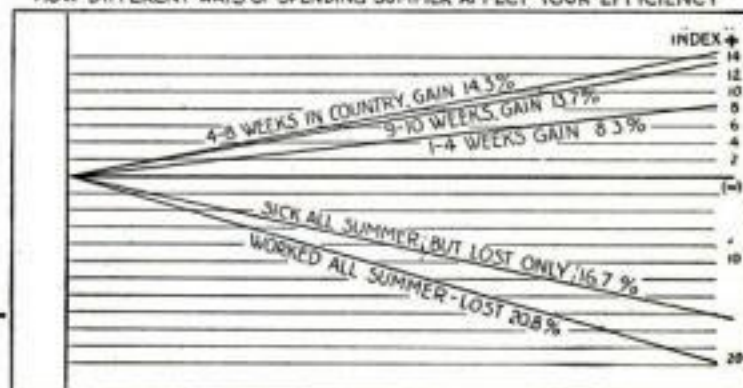 HOW DIFFERENT WAYS OF SPENDING SUMMER AFFECT YOUR EFFICIENCY
INDEX +
14
4-8 WEEKS IN COUNTRY, GAIN 14.3%
12
9-10 WEEKS, GAIN 13.7%
10
8
1-4 WEEKS GAIN 8.3%
6
4
2
(-)
SICK ALL SUMMER, BUT LOST ONLY, 16.7 %
10
WORKED ALL SUMMER - LOST 20.8%
20